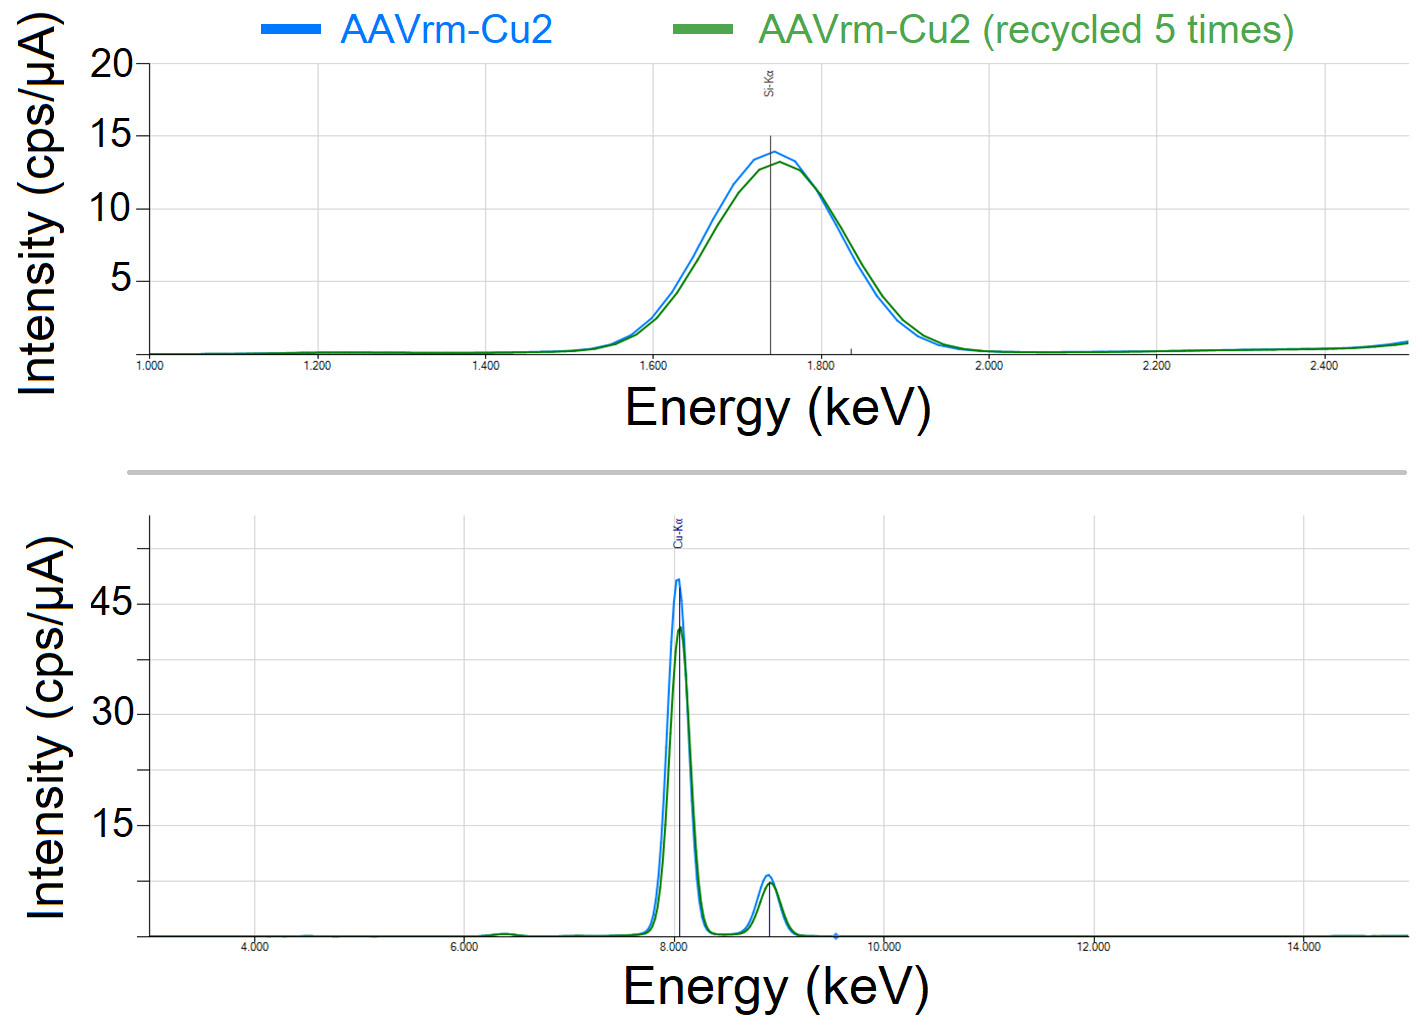 AAVrm-Cu2
AAVrm-Cu2 (recycled 5 times)
Intensity (cps/µA)
20
15
10
5
Si-Kα
1.000
1.200
1.400
1.600
1.800
2.000
2.200
2.400
Energy (keV)
Intensity (cps/µA)
45
30
15
Cu-Kα
4.000
6.000
8.000
10.000
12.000
14.000
Energy (keV)